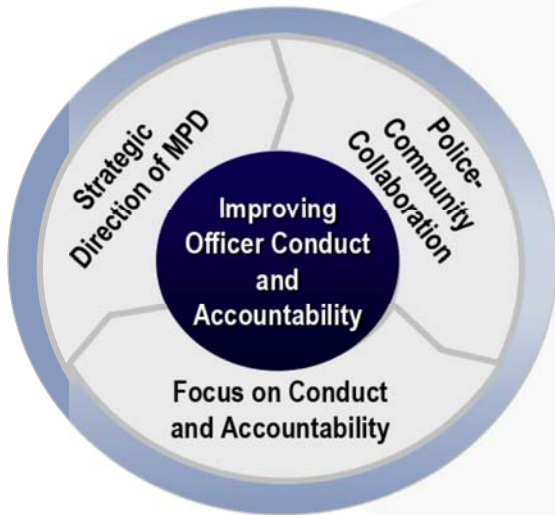 Strategic
Direction of MPD
Police-
Community
Collaboration
Improving
Officer Conduct
and
Accountability
Focus on Conduct
and Accountability